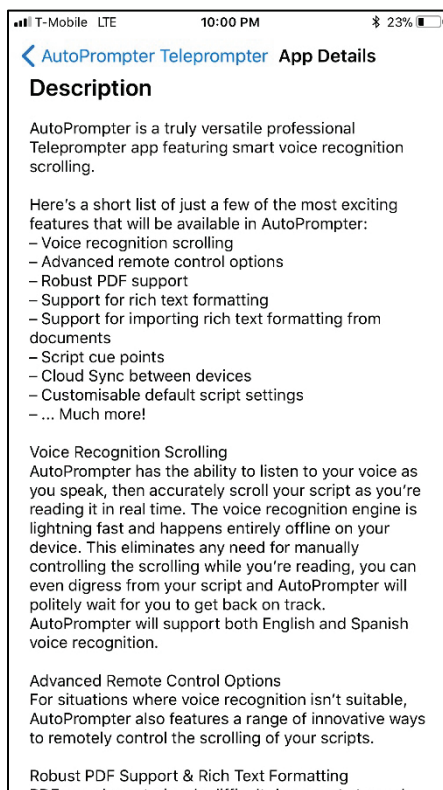 T-Mobile LTE 10:00 PM 23%
AutoPrompter Teleprompter App Details
Description
AutoPrompter is a truly versatile professional
Teleprompter app featuring smart voice recognition
scrolling.
Here's a short list of just a few of the most exciting
features that will be available in AutoPrompter:
– Voice recognition scrolling
– Advanced remote control options
– Robust PDF support
– Support for rich text formatting
– Support for importing rich text formatting from
documents
– Script cue points
– Cloud Sync between devices
– Customisable default script settings
– ... Much more!
Voice Recognition Scrolling
AutoPrompter has the ability to listen to your voice as
you speak, then accurately scroll your script as you're
reading it in real time. The voice recognition engine is
lightning fast and happens entirely offline on your
device. This eliminates any need for manually
controlling the scrolling while you're reading, you can
even digress from your script and AutoPrompter will
politely wait for you to get back on track.
AutoPrompter will support both English and Spanish
voice recognition.
Advanced Remote Control Options
For situations where voice recognition isn't suitable,
AutoPrompter also features a range of innovative ways
to remotely control the scrolling of your scripts.
Robust PDF Support & Rich Text Formatting